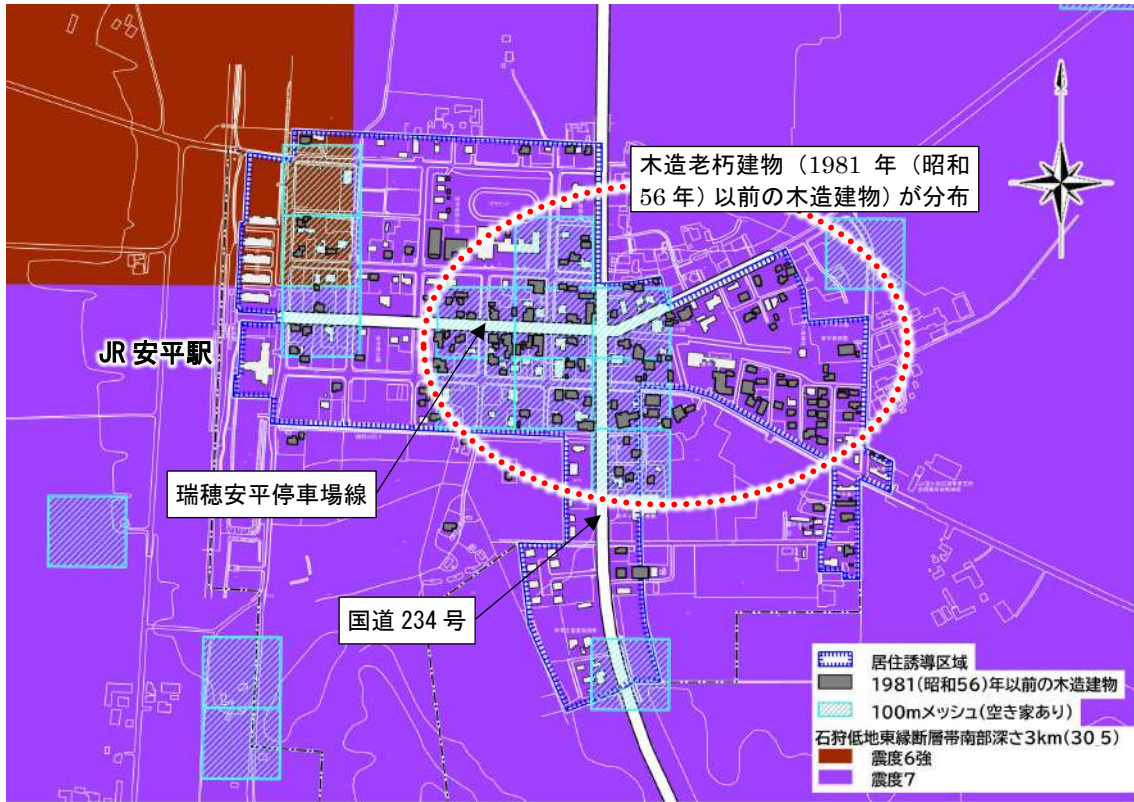 木造老朽建物（1981 年（昭和
56 年）以前の木造建物）が分布
JR 安平駅
瑞穂安平停車場線
国道 234 号
居住誘導区域
1981(昭和56)年以前の木造建物
100mメッシュ(空き家あり)
石狩低地東縁断層帯南部深さ3km(30_5)
震度6強
震度7